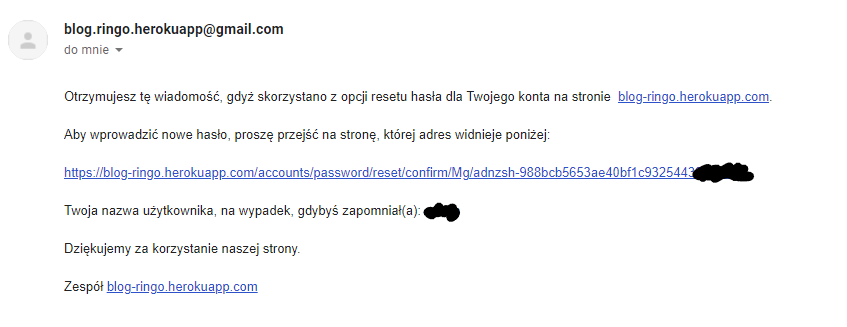 blog.ringo.herokuapp@gmail.com
do mnie
Otrzymujesz tę wiadomość, gdyż skorzystano z opcji resetu hasła dla Twojego konta na stronie blog-ringo.herokuapp.com.
Aby wprowadzić nowe hasło, proszę przejść na stronę, której adres widnieje poniżej:
https://blog-ringo.herokuapp.com/accounts/password/reset/confirm/Mg/adnzsh-988bcb5653ae40bf1c9325443
Twoja nazwa użytkownika, na wypadek, gdybyś zapomniał(a):
Dziękujemy za korzystanie naszej strony.
Zespół blog-ringo.herokuapp.com